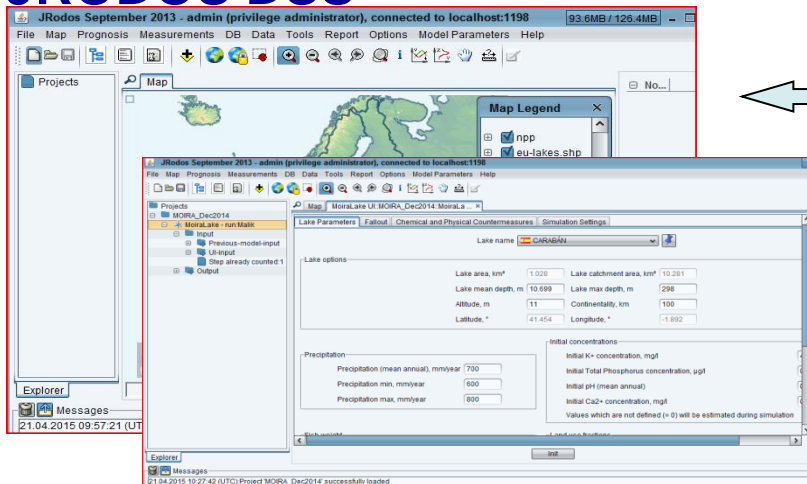 JRodos September 2013 - admin (privilege administrator), connected to localhost:1198
93.6MB / 126.4MB
File Map Prognosis Measurements DB Data Tools Report Options Model Parameters Help
Projects
Map
No...
Map Legend
npp
eu-lakes.shp
Explorer
Messages
21.04.2015 09:57:21 (UT
JRodos September 2013 - admin (privilege administrator), connected to localhost:1198
File Map Prognosis Measurements DB Data Tools Report Options Model Parameters Help
Projects
MOIRA_Dec2014
MoiraLake - run:Malik
Input
Previous-model-input
UI-input
Step already counted:1
Output
Map
MoiraLake UI::MOIRA_Dec2014::MoiraLa ...
Lake Parameters Fallout Chemical and Physical Countermeasures Simulation Settings
Lake name CARABÁN
Lake options
Lake area, km² 1.028 Lake catchment area, km² 10.281
Lake mean depth, m 10.699 Lake max depth, m 298
Altitude, m 11 Continentality, km 100
Latitude, ° 41.454 Longitude, ° -1.892
Precipitation
Precipitation (mean annual), mm/year 700
Precipitation min, mm/year 600
Precipitation max, mm/year 800
Initial concentrations
Initial K+ concentration, mg/l
Initial Total Phosphorus concentration, µg/l
Initial pH (mean annual)
Initial Ca2+ concentration, mg/l
Values which are not defined (= 0) will be estimated during simulation
Init
Explorer
Messages
21.04.2015 10:27:42 (UTC):Project 'MOIRA_Dec2014' successfully loaded